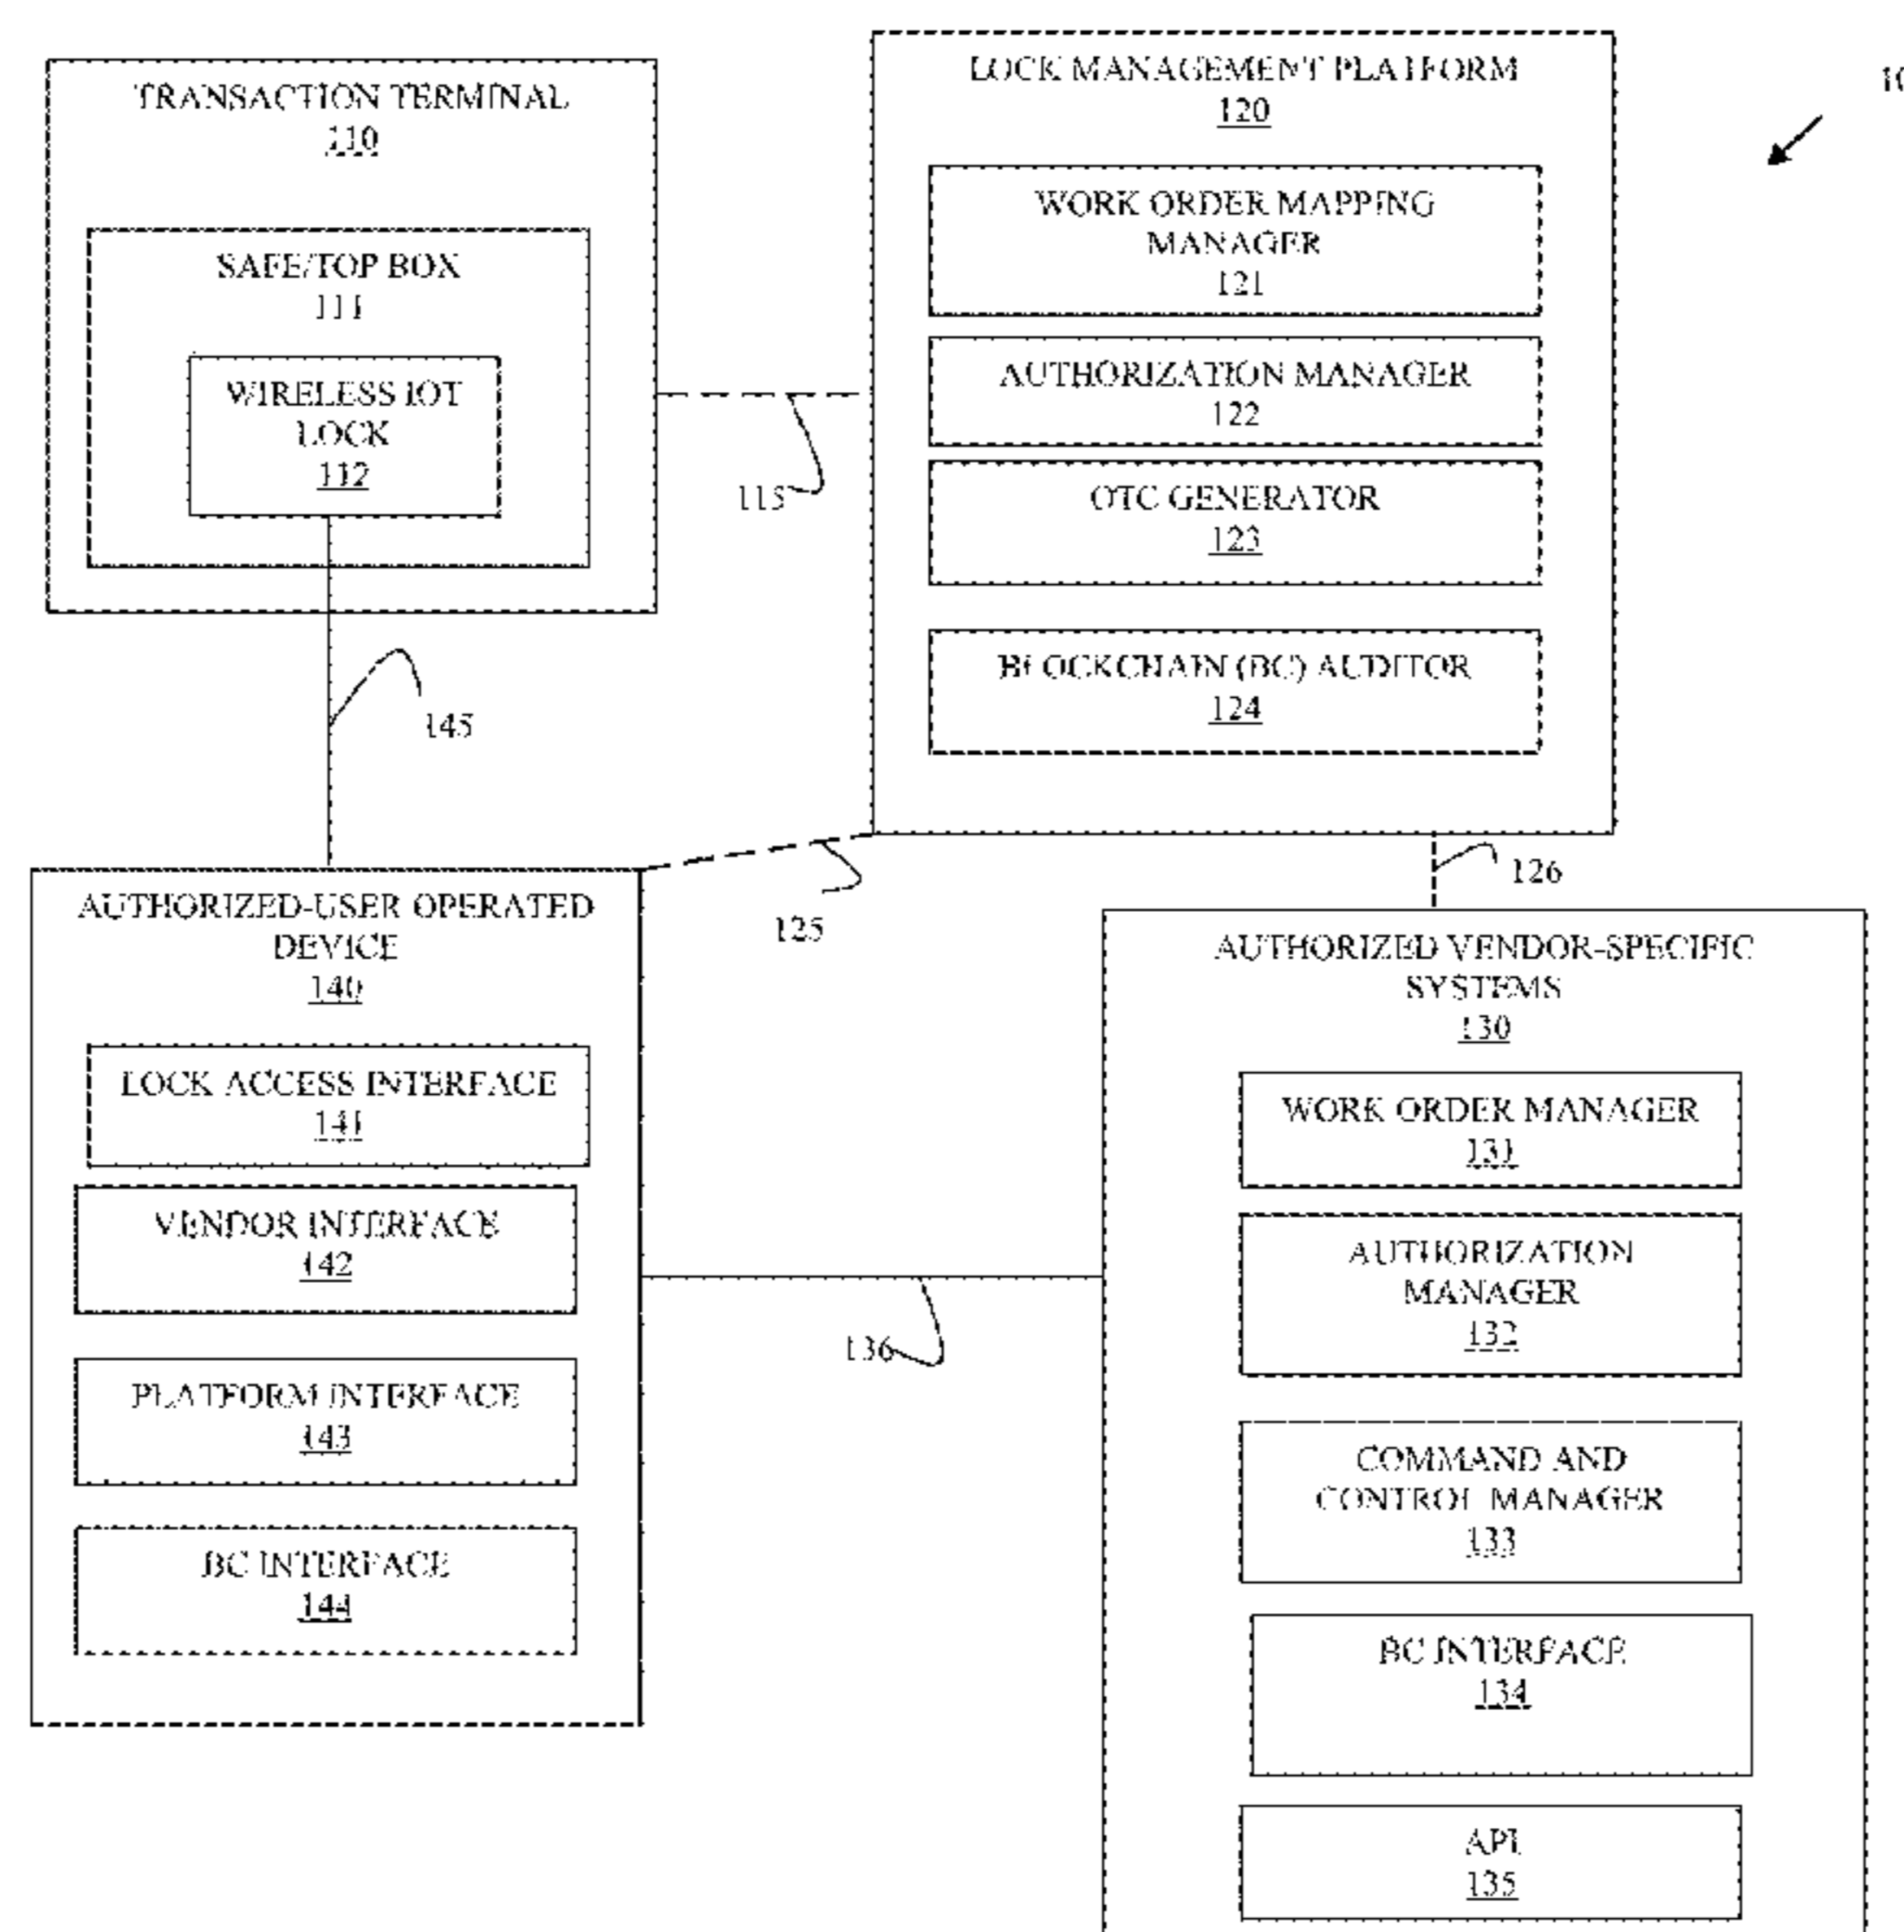 TRANSACTION TERMINAL
110
SAFE/TOP BOX
111
WIRELESS IOT
LOCK
112
115
145
LOCK MANAGEMENT PLATFORM
120
WORK ORDER MAPPING
MANAGER
121
AUTHORIZATION MANAGER
122
OTC GENERATOR
123
BLOCKCHAIN (BC) AUDITOR
124
10
125
126
AUTHORIZED-USER OPERATED
DEVICE
140
LOCK ACCESS INTERFACE
141
VENDOR INTERFACE
142
PLATFORM INTERFACE
143
BC INTERFACE
144
136
AUTHORIZED VENDOR-SPECIFIC
SYSTEMS
130
WORK ORDER MANAGER
131
AUTHORIZATION
MANAGER
132
COMMAND AND
CONTROL MANAGER
133
BC INTERFACE
134
API
135